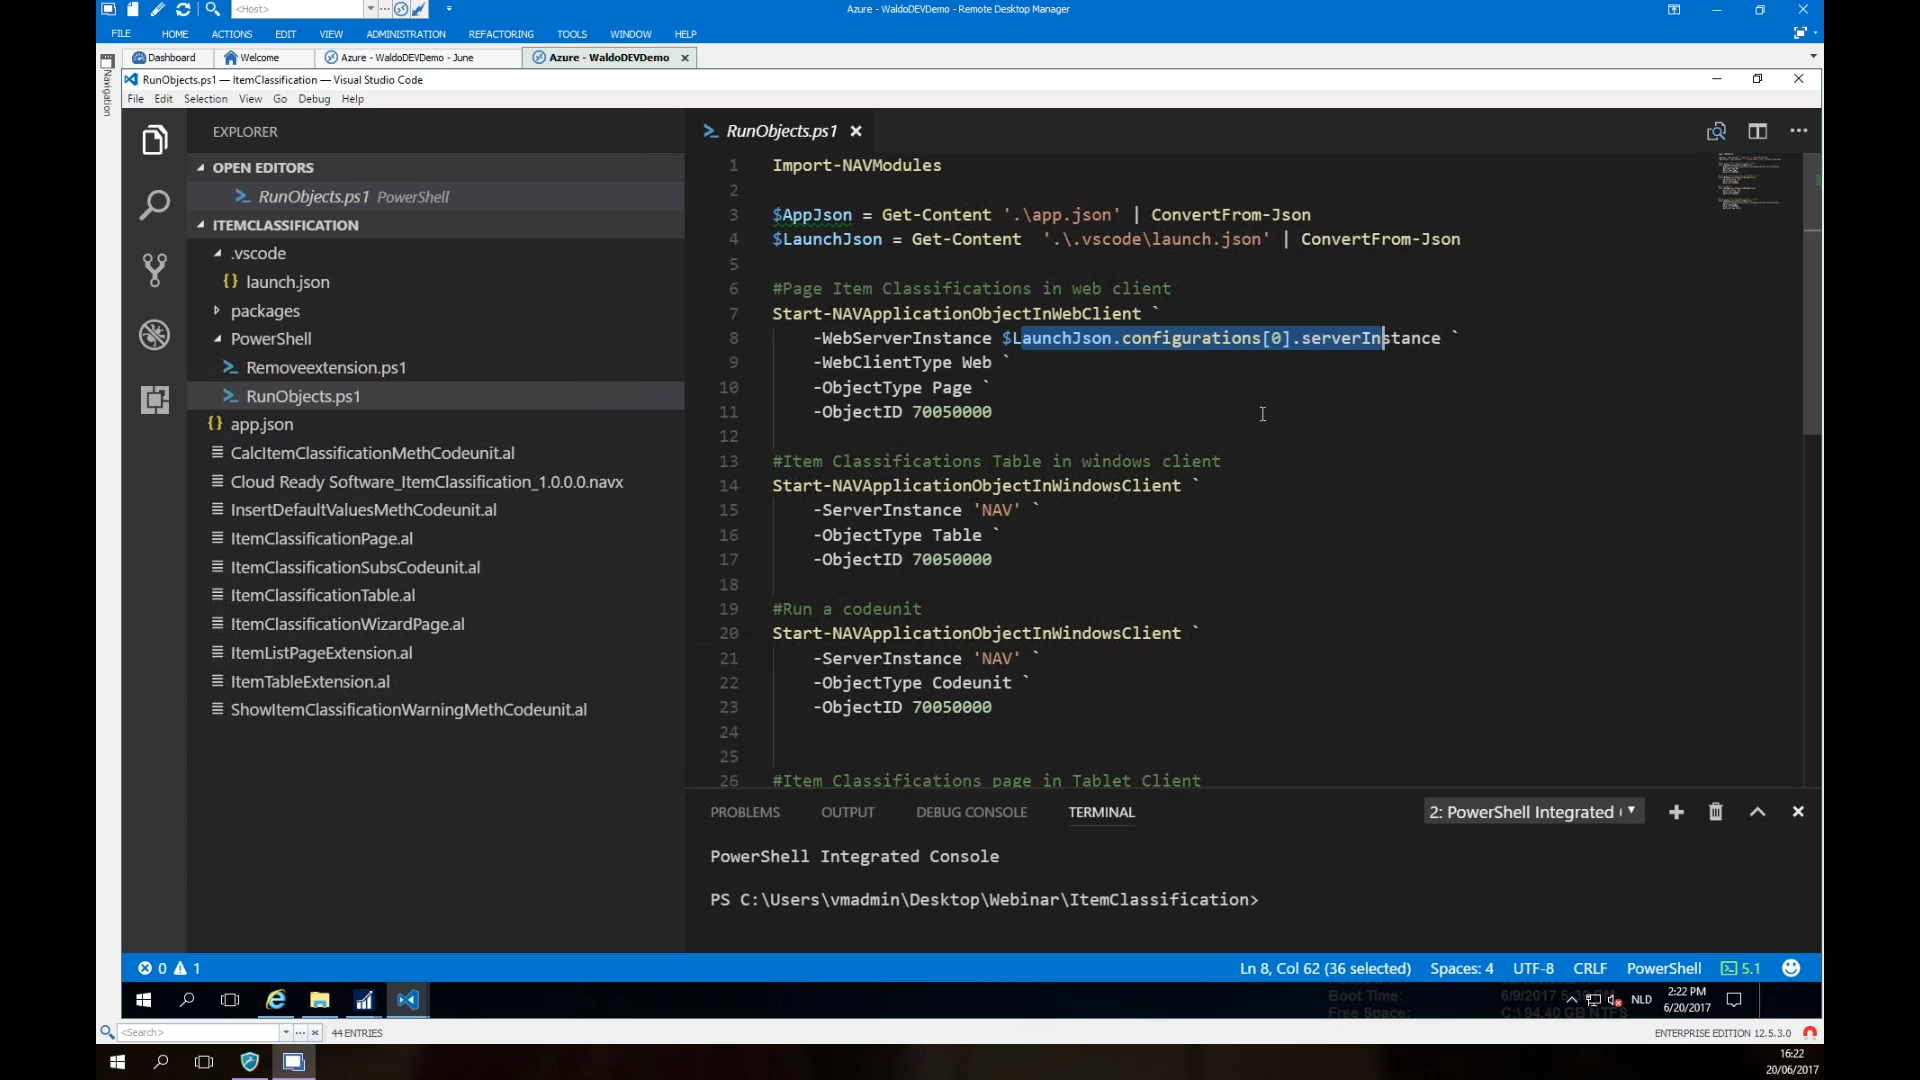 <Host>
Azure - WaldoDEVDemo - Remote Desktop Manager
FILE HOME ACTIONS EDIT VIEW ADMINISTRATION REFACTORING TOOLS WINDOW HELP
Dashboard Welcome Azure - WaldoDEVDemo - June Azure - WaldoDEVDemo
Navigation
RunObjects.ps1 — ItemClassification — Visual Studio Code
File Edit Selection View Go Debug Help
EXPLORER
OPEN EDITORS
RunObjects.ps1 PowerShell
ITEMCLASSIFICATION
.vscode
{} launch.json
packages
PowerShell
Removeextension.ps1
RunObjects.ps1
{} app.json
CalcItemClassificationMethCodeunit.al
Cloud Ready Software_ItemClassification_1.0.0.0.navx
InsertDefaultValuesMethCodeunit.al
ItemClassificationPage.al
ItemClassificationSubsCodeunit.al
ItemClassificationTable.al
ItemClassificationWizardPage.al
ItemListPageExtension.al
ItemTableExtension.al
ShowItemClassificationWarningMethCodeunit.al
RunObjects.ps1
1 Import-NAVModules
2
3 $AppJson = Get-Content '.\app.json' | ConvertFrom-Json
4 $LaunchJson = Get-Content  '.\.vscode\launch.json' | ConvertFrom-Json
5
6 #Page Item Classifications in web client
7 Start-NAVApplicationObjectInWebClient `
8     -WebServerInstance $LaunchJson.configurations[0].serverInstance `
9     -WebClientType Web `
10     -ObjectType Page `
11     -ObjectID 70050000
12
13 #Item Classifications Table in windows client
14 Start-NAVApplicationObjectInWindowsClient `
15     -ServerInstance 'NAV' `
16     -ObjectType Table `
17     -ObjectID 70050000
18
19 #Run a codeunit
20 Start-NAVApplicationObjectInWindowsClient `
21     -ServerInstance 'NAV' `
22     -ObjectType Codeunit `
23     -ObjectID 70050000
24
25
26 #Item Classifications page in Tablet Client
PROBLEMS OUTPUT DEBUG CONSOLE TERMINAL 2: PowerShell Integrated
PowerShell Integrated Console
PS C:\Users\vmadmin\Desktop\Webinar\ItemClassification>
0 1 Ln 8, Col 62 (36 selected) Spaces: 4 UTF-8 CRLF PowerShell 5.1
Boot Time:
Free Space:
NLD
2:22 PM
6/20/2017
<Search> 44 ENTRIES ENTERPRISE EDITION 12.5.3.0
16:22
20/06/2017